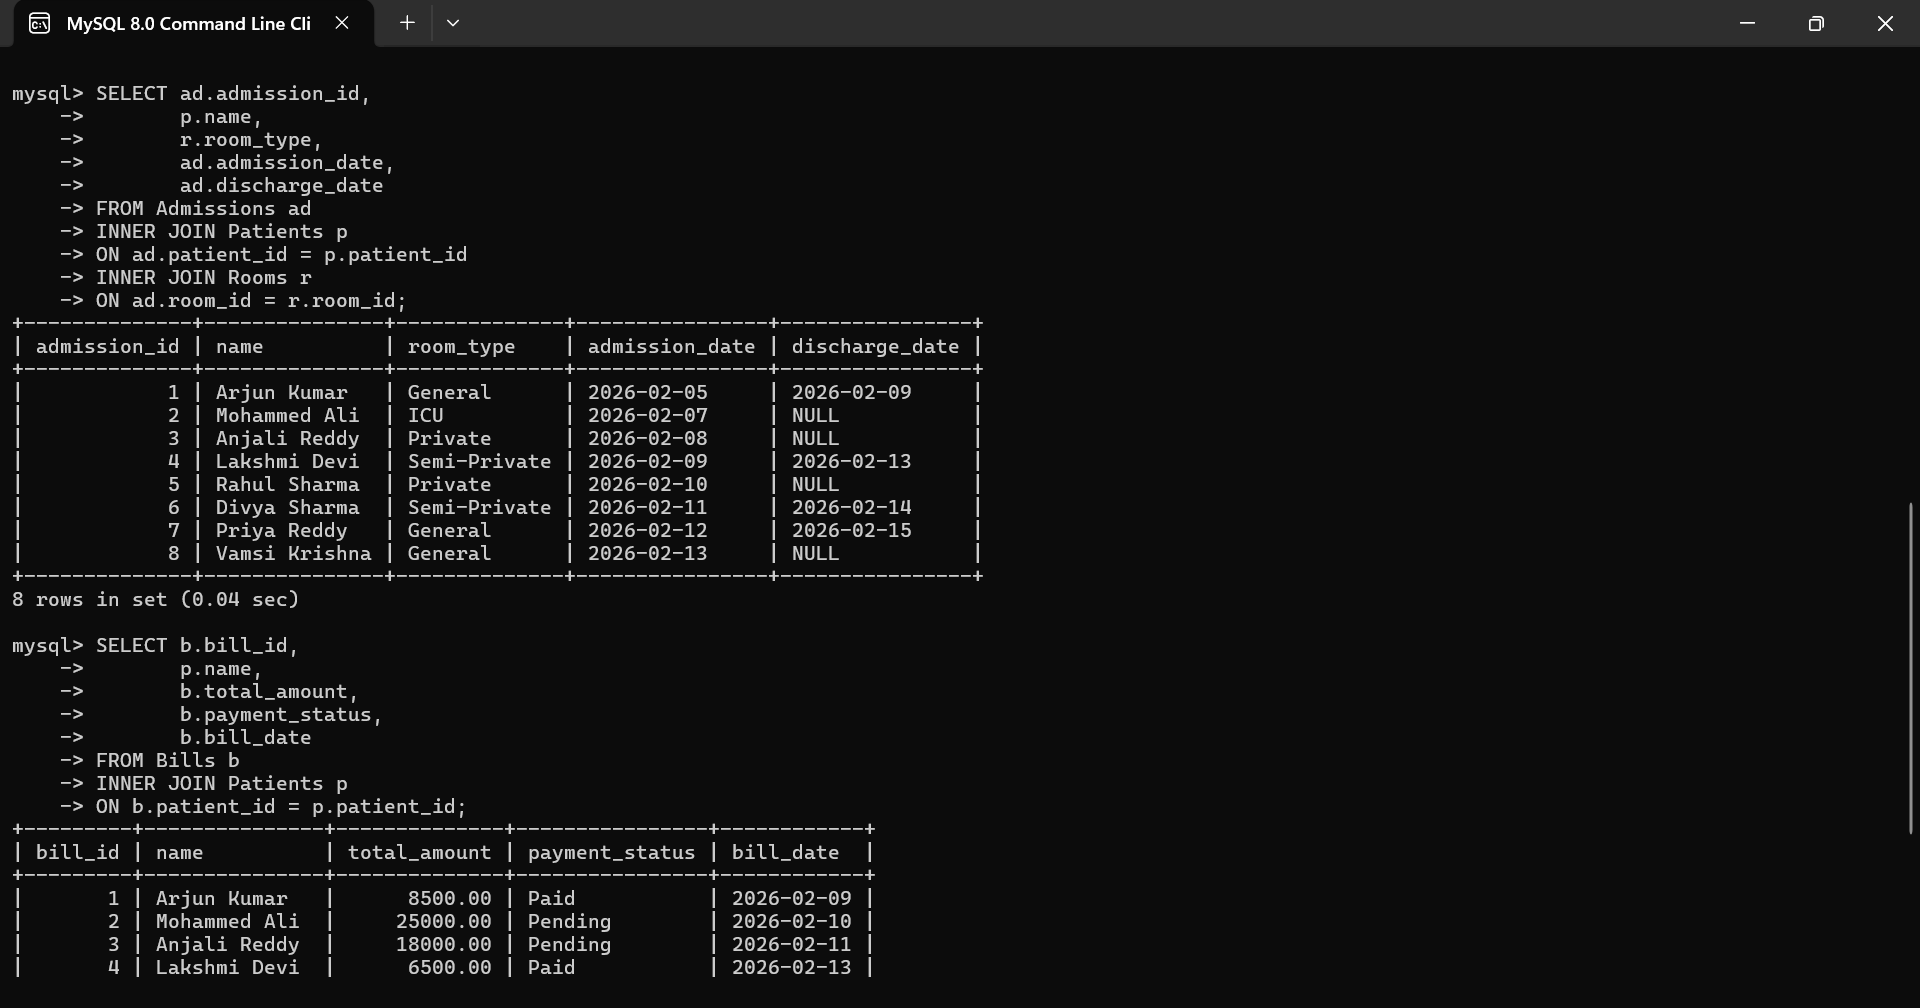 MySQL 8.0 Command Line Cli
mysql> SELECT ad.admission_id,
    ->        p.name,
    ->        r.room_type,
    ->        ad.admission_date,
    ->        ad.discharge_date
    -> FROM Admissions ad
    -> INNER JOIN Patients p
    -> ON ad.patient_id = p.patient_id
    -> INNER JOIN Rooms r
    -> ON ad.room_id = r.room_id;
+--------------+---------------+--------------+----------------+----------------+
| admission_id | name          | room_type    | admission_date | discharge_date |
+--------------+---------------+--------------+----------------+----------------+
|            1 | Arjun Kumar   | General      | 2026-02-05     | 2026-02-09     |
|            2 | Mohammed Ali  | ICU          | 2026-02-07     | NULL           |
|            3 | Anjali Reddy  | Private      | 2026-02-08     | NULL           |
|            4 | Lakshmi Devi  | Semi-Private | 2026-02-09     | 2026-02-13     |
|            5 | Rahul Sharma  | Private      | 2026-02-10     | NULL           |
|            6 | Divya Sharma  | Semi-Private | 2026-02-11     | 2026-02-14     |
|            7 | Priya Reddy   | General      | 2026-02-12     | 2026-02-15     |
|            8 | Vamsi Krishna | General      | 2026-02-13     | NULL           |
+--------------+---------------+--------------+----------------+----------------+
8 rows in set (0.04 sec)
mysql> SELECT b.bill_id,
    ->        p.name,
    ->        b.total_amount,
    ->        b.payment_status,
    ->        b.bill_date
    -> FROM Bills b
    -> INNER JOIN Patients p
    -> ON b.patient_id = p.patient_id;
+---------+---------------+--------------+----------------+------------+
| bill_id | name          | total_amount | payment_status | bill_date  |
+---------+---------------+--------------+----------------+------------+
|       1 | Arjun Kumar   |      8500.00 | Paid           | 2026-02-09 |
|       2 | Mohammed Ali  |     25000.00 | Pending        | 2026-02-10 |
|       3 | Anjali Reddy  |     18000.00 | Pending        | 2026-02-11 |
|       4 | Lakshmi Devi  |      6500.00 | Paid           | 2026-02-13 |